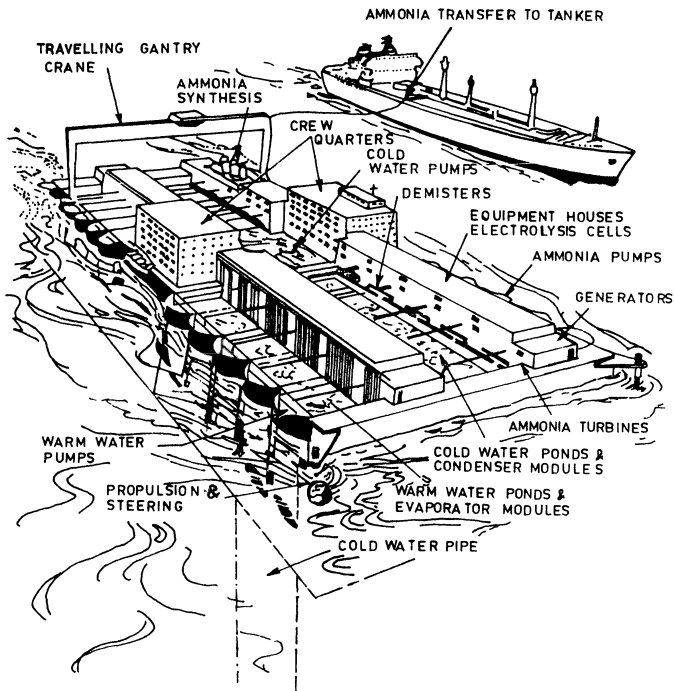 AMMONIA TRANSFER TO TANKER
TRAVELLING GANTRY
CRANE
AMMONIA
SYNTHESIS
CREW
QUARTERS
COLD
WATER PUMPS
DEMISTERS
EQUIPMENT HOUSES
ELECTROLYSIS CELLS
AMMONIA PUMPS
GENERATORS
AMMONIA TURBINES
COLD WATER PONDS &
CONDENSER MODULES
WARM WATER
PUMPS
PROPULSION &
STEERING
WARM WATER PONDS &
EVAPORATOR MODULES
COLD WATER PIPE